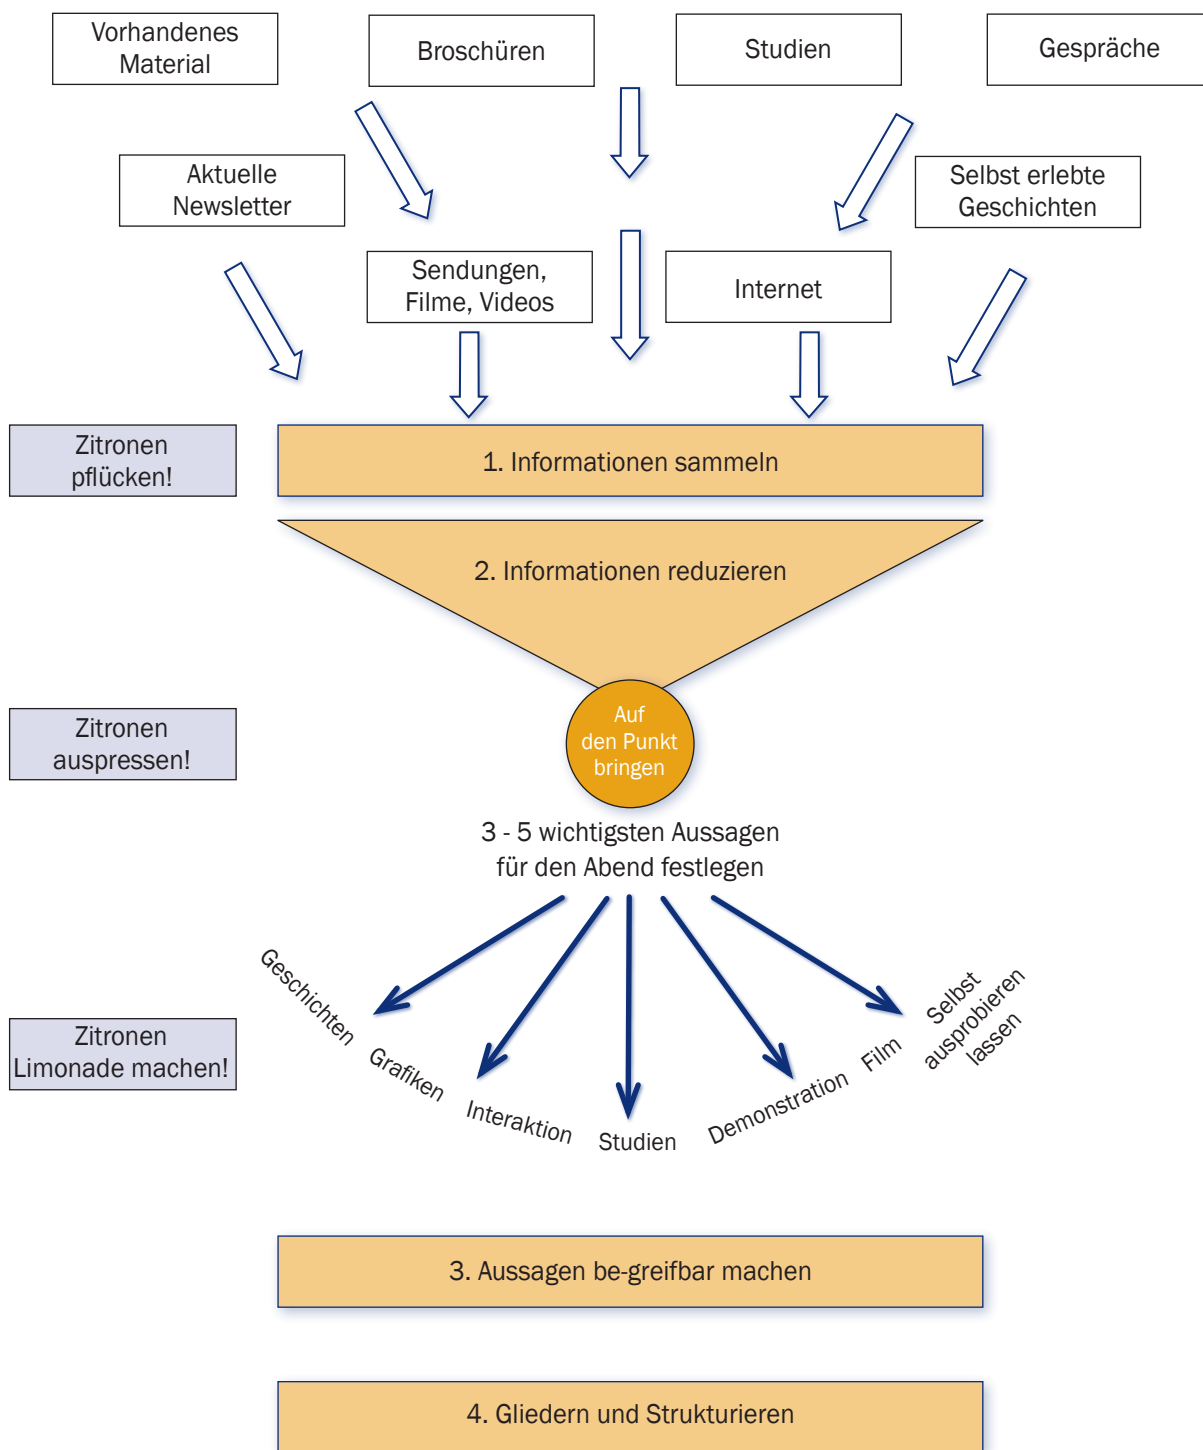 Vorhandenes
Material
Broschüren
Studien
Gespräche
Aktuelle
Newsletter
Selbst erlebte
Geschichten
Sendungen,
Filme, Videos
Internet
Zitronen
pflücken!
1. Informationen sammeln
2. Informationen reduzieren
Zitronen
auspressen!
Auf
den Punkt
bringen
3 - 5 wichtigsten Aussagen
für den Abend festlegen
Zitronen
Limonade machen!
Geschichten
Grafiken
Interaktion
Studien
Demonstration
Film
Selbst
ausprobieren
lassen
3. Aussagen be-greifbar machen
4. Gliedern und Strukturieren